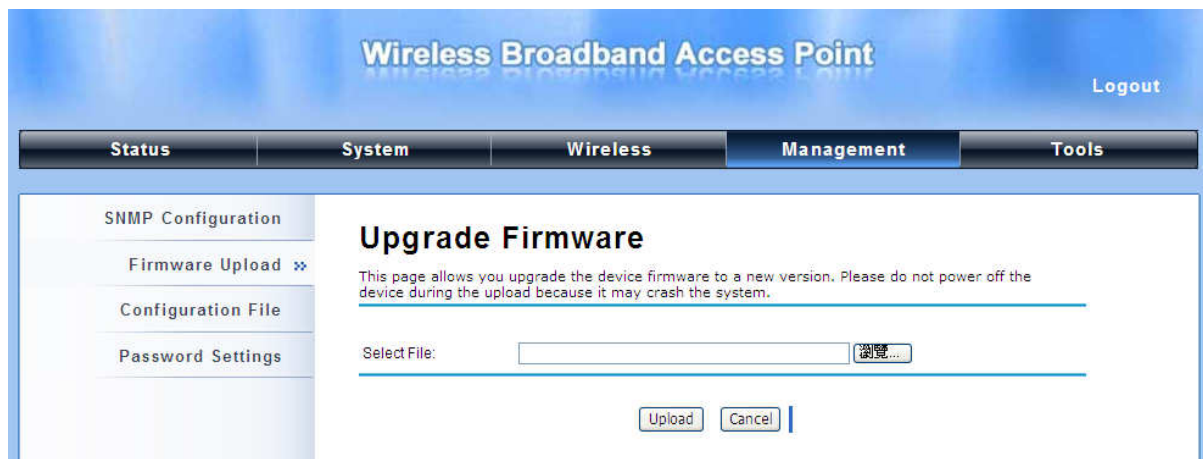 Wireless Broadband Access Point
Logout
Status System Wireless Management Tools
SNMP Configuration
Firmware Upload »
Configuration File
Password Settings
Upgrade Firmware
This page allows you upgrade the device firmware to a new version. Please do not power off the
device during the upload because it may crash the system.
Select File: 瀏覽...
Upload Cancel